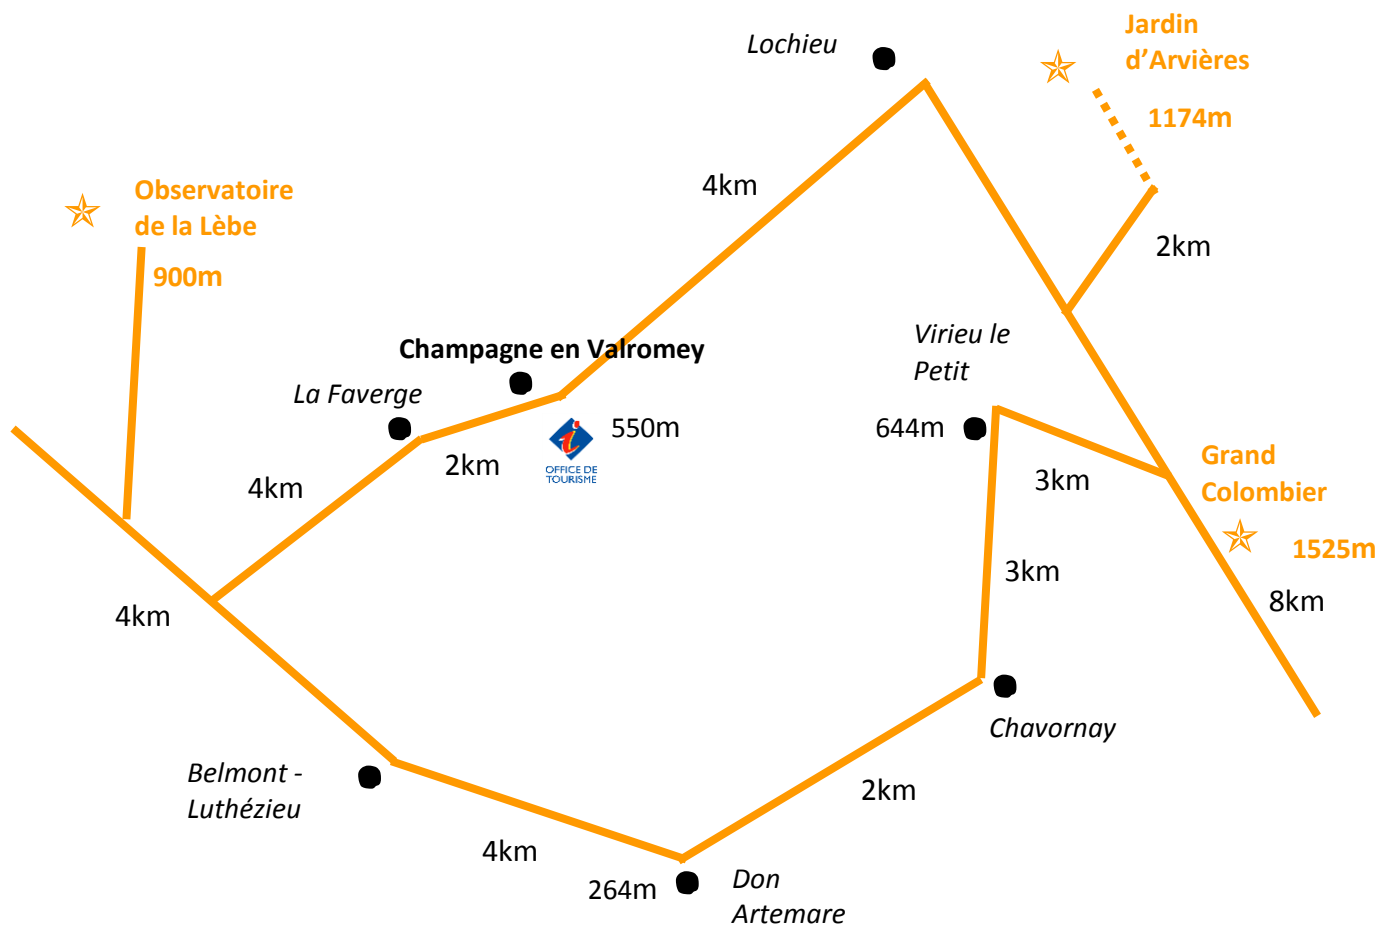 Jardin
d’Arvières
1174m
Lochieu
4km
2km
Observatoire
de la Lèbe
900m
Virieu le
Petit
644m
Champagne en Valromey
La Faverge
550m
OFFICE DE
TOURISME
2km
4km
3km
Grand
Colombier
1525m
3km
8km
4km
Chavornay
Belmont -
Luthézieu
2km
4km
264m
Don
Artemare